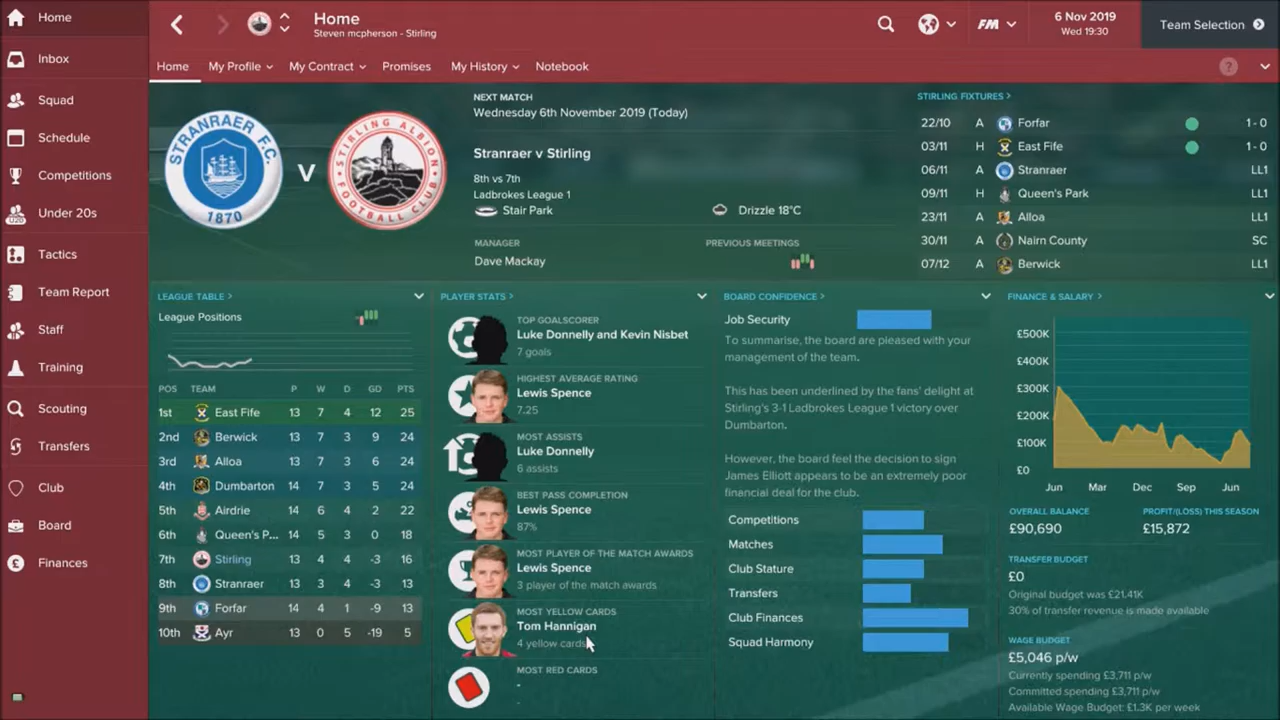 Home
Inbox
Squad
Schedule
Competitions
U20
Under 20s
Tactics
Team Report
Staff
Training
Scouting
Transfers
Club
Board
Finances
Home
Steven mcpherson - Stirling
FM
6 Nov 2019
Wed 19:30
Team Selection
Home
My Profile
My Contract
Promises
My History
Notebook
?
STRANRAER F.C.
1870
V
STIRLING ALBION
FOOTBALL CLUB
NEXT MATCH
Wednesday 6th November 2019 (Today)
Stranraer v Stirling
8th vs 7th
Ladbrokes League 1
Stair Park
Drizzle 18°C
MANAGER
Dave Mackay
PREVIOUS MEETINGS
STIRLING FIXTURES >
22/10 A Forfar 1 - 0
03/11 H East Fife 1 - 0
06/11 A Stranraer LL1
09/11 H Queen's Park LL1
23/11 A Alloa LL1
30/11 A Nairn County SC
07/12 A Berwick LL1
LEAGUE TABLE >
League Positions
POS TEAM P W D GD PTS
1st East Fife 13 7 4 12 25
2nd Berwick 13 7 3 9 24
3rd Alloa 13 7 3 6 24
4th Dumbarton 14 7 3 5 24
5th Airdrie 14 6 4 2 22
6th Queen's P... 14 5 3 0 18
7th Stirling 13 4 4 -3 16
8th Stranraer 13 3 4 -3 13
9th Forfar 14 4 1 -9 13
10th Ayr 13 0 5 -19 5
PLAYER STATS >
TOP GOALSCORER
Luke Donnelly and Kevin Nisbet
7 goals
HIGHEST AVERAGE RATING
Lewis Spence
7.25
MOST ASSISTS
Luke Donnelly
6 assists
BEST PASS COMPLETION
Lewis Spence
87%
MOST PLAYER OF THE MATCH AWARDS
Lewis Spence
3 player of the match awards
MOST YELLOW CARDS
Tom Hannigan
4 yellow cards
MOST RED CARDS
-
-
BOARD CONFIDENCE >
Job Security
To summarise, the board are pleased with your
management of the team.
This has been underlined by the fans' delight at
Stirling's 3-1 Ladbrokes League 1 victory over
Dumbarton.
However, the board feel the decision to sign
James Elliott appears to be an extremely poor
financial deal for the club.
Competitions
Matches
Club Stature
Transfers
Club Finances
Squad Harmony
FINANCE & SALARY >
£500K
£400K
£300K
£200K
£100K
£0
Jun Mar Dec Sep Jun
OVERALL BALANCE
£90,690
PROFIT/(LOSS) THIS SEASON
£15,872
TRANSFER BUDGET
£0
Original budget was £21.41K
30% of transfer revenue is made available
WAGE BUDGET
£5,046 p/w
Currently spending £3,711 p/w
Committed spending £3,711 p/w
Available Wage Budget: £1.3K per week